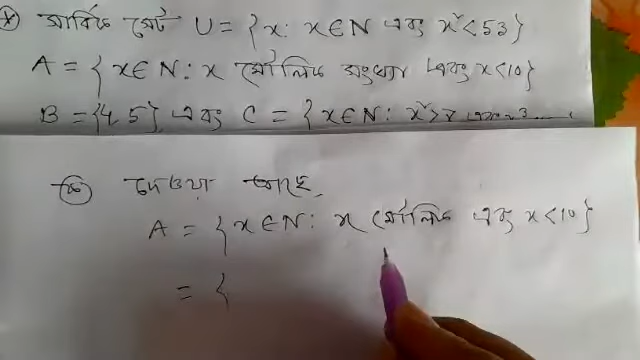 সার্বিক সেট U = {x: x∈N এবং x² < 53}
A = {x∈N: x মৌলিক সংখ্যা এবং x<10}
B = {4,5} এবং C = {x∈N: x²>
দেওয়া আছে,
A = {x∈N: x মৌলিক এবং x<10}
= {